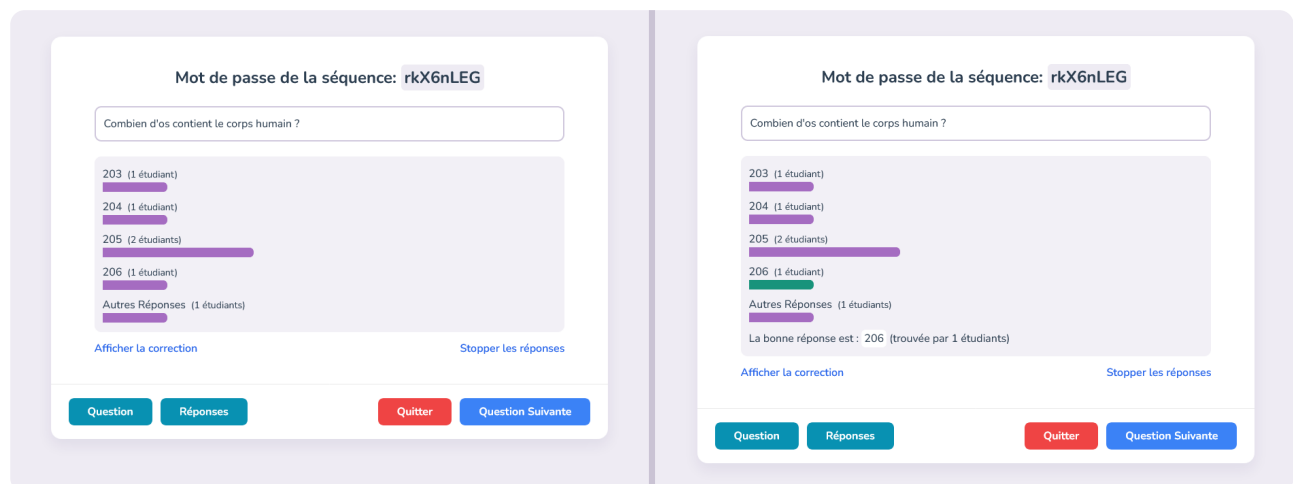 Mot de passe de la séquence: rkX6nLEG
Combien d'os contient le corps humain ?
203 (1 étudiant)
204 (1 étudiant)
205 (2 étudiants)
206 (1 étudiant)
Autres Réponses (1 étudiants)
Afficher la correction Stopper les réponses
Question Réponses Quitter Question Suivante
Mot de passe de la séquence: rkX6nLEG
Combien d'os contient le corps humain ?
203 (1 étudiant)
204 (1 étudiant)
205 (2 étudiants)
206 (1 étudiant)
Autres Réponses (1 étudiants)
La bonne réponse est : 206 (trouvée par 1 étudiants)
Afficher la correction Stopper les réponses
Question Réponses Quitter Question Suivante